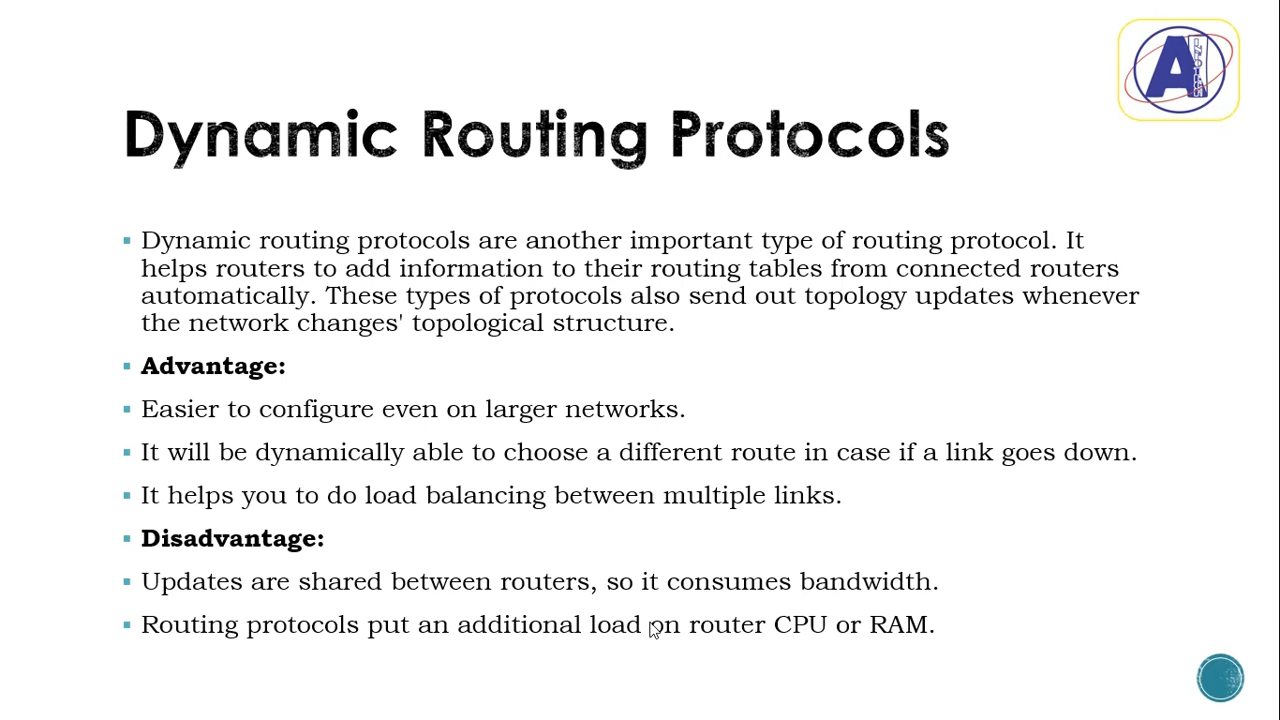 Dynamic Routing Protocols
Dynamic routing protocols are another important type of routing protocol. It
helps routers to add information to their routing tables from connected routers
automatically. These types of protocols also send out topology updates whenever
the network changes' topological structure.
Advantage:
Easier to configure even on larger networks.
It will be dynamically able to choose a different route in case if a link goes down.
It helps you to do load balancing between multiple links.
Disadvantage:
Updates are shared between routers, so it consumes bandwidth.
Routing protocols put an additional load on router CPU or RAM.